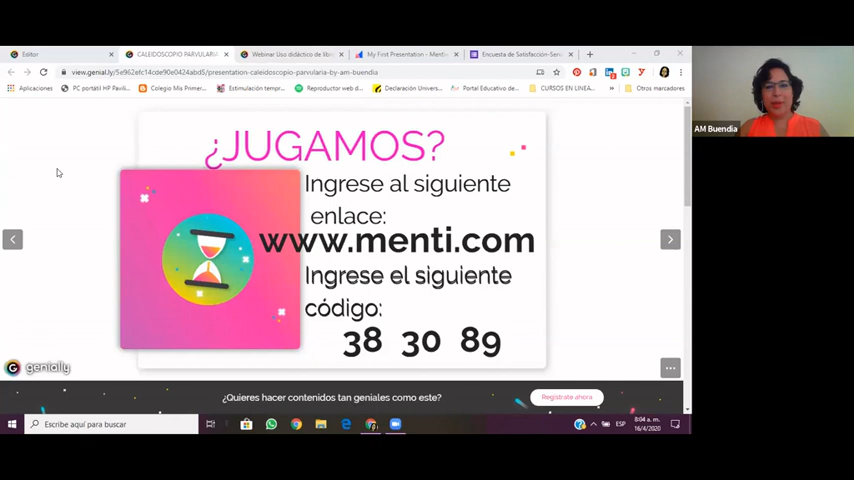 Editor
CALEIDOSCOPIO PARVULARIA
Webinar Uso didáctico de libr
My First Presentation - Menti
Encuesta de Satisfacción-Ser
view.genial.ly/5e962efc14cde90e0424abd5/presentation-caleidoscopio-parvularia-by-am-buendia
Aplicaciones
PC portátil HP Pavili...
Colegio Mis Primer...
Estimulación tempr...
Reproductor web d...
Declaración Univers...
Portal Educativo de...
CURSOS EN LINEA...
Otros marcadores
AM Buendia
¿JUGAMOS?
Ingrese al siguiente
enlace:
www.menti.com
Ingrese el siguiente
código:
38 30 89
genially
¿Quieres hacer contenidos tan geniales como este?
Regístrate ahora
Escribe aquí para buscar
ESP
8:04 a. m.
16/4/2020